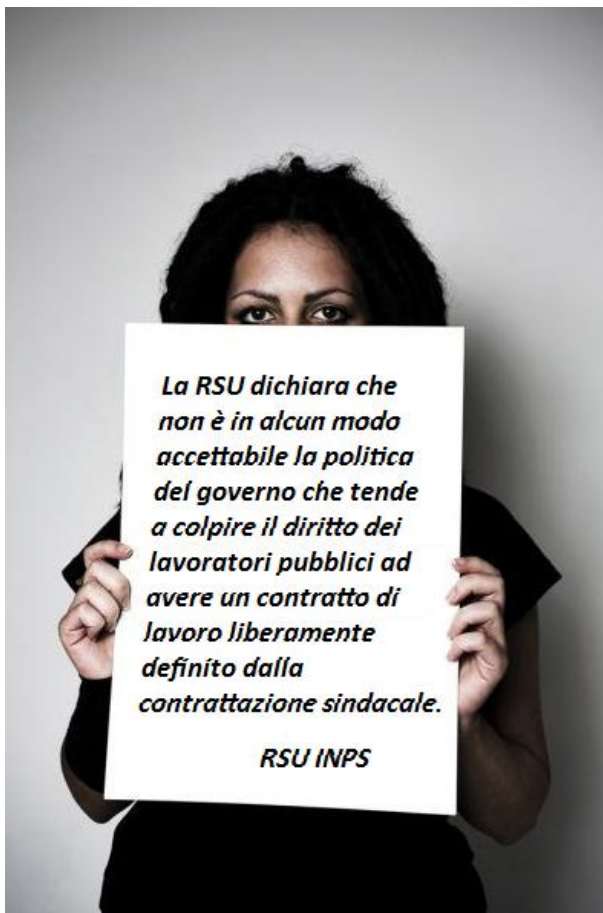 La RSU dichiara che
non è in alcun modo
accettabile la politica
del governo che tende
a colpire il diritto dei
lavoratori pubblici ad
avere un contratto di
lavoro liberamente
definito dalla
contrattazione sindacale.
RSU INPS